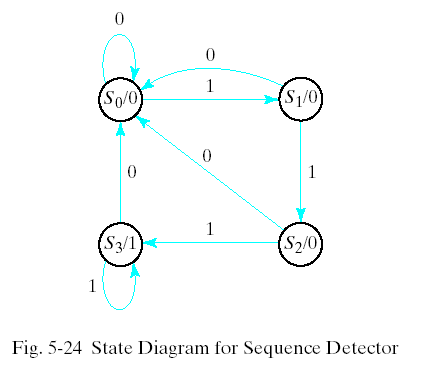 0
0
S0/0
1
S1/0
0
0
1
S3/1
1
S2/0
1
Fig. 5-24 State Diagram for Sequence Detector